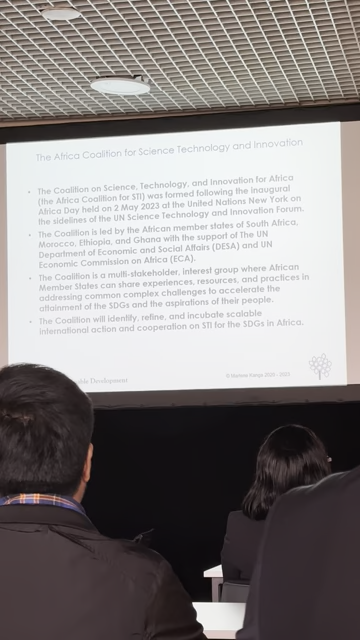 The Africa Coalition for Science Technology and Innovation
• The Coalition on Science, Technology, and Innovation for Africa
(the Africa Coalition for STI) was formed following the inaugural
Africa Day held on 2 May 2023 at the United Nations New York on
the sidelines of the UN Science Technology and Innovation Forum.
• The Coalition is led by the African member states of South Africa,
Morocco, Ethiopia, and Ghana with the support of The UN
Department of Economic and Social Affairs (DESA) and UN
Economic Commission on Africa (ECA).
• The Coalition is a multi-stakeholder, interest group where African
Member States can share experiences, resources, and practices in
addressing common complex challenges to accelerate the
attainment of the SDGs and the aspirations of their people.
• The Coalition will identify, refine, and incubate scalable
international action and cooperation on STI for the SDGs in Africa.
Development